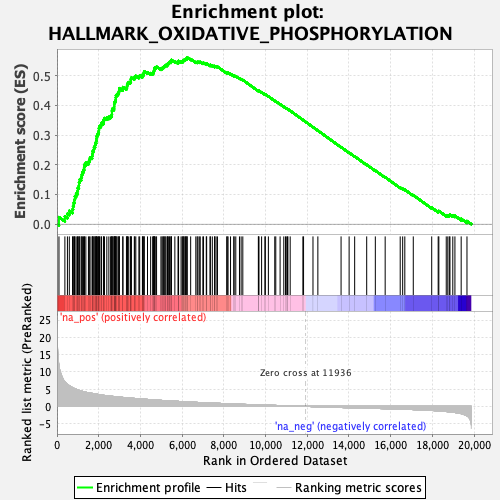 Enrichment plot:
HALLMARK_OXIDATIVE_PHOSPHORYLATION
Enrichment score (ES)
0.5
0.4
0.3
0.2
0.1
0.0
Ranked list metric (PreRanked)
25
20
15
10
5
0
-5
'na_pos' (positively correlated)
Zero cross at 11936
'na_neg' (negatively correlated)
0
2,000
4,000
6,000
8,000
10,000
12,000
14,000
16,000
18,000
20,000
Rank in Ordered Dataset
Enrichment profile
Hits
Ranking metric scores